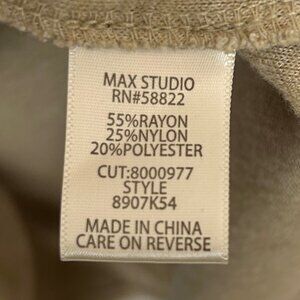 MAX STUDIO
RN#58822
55%RAYON
25%NYLON
20%POLYESTER
CUT:8000977
STYLE
8907K54
MADE IN CHINA
CARE ON REVERSE